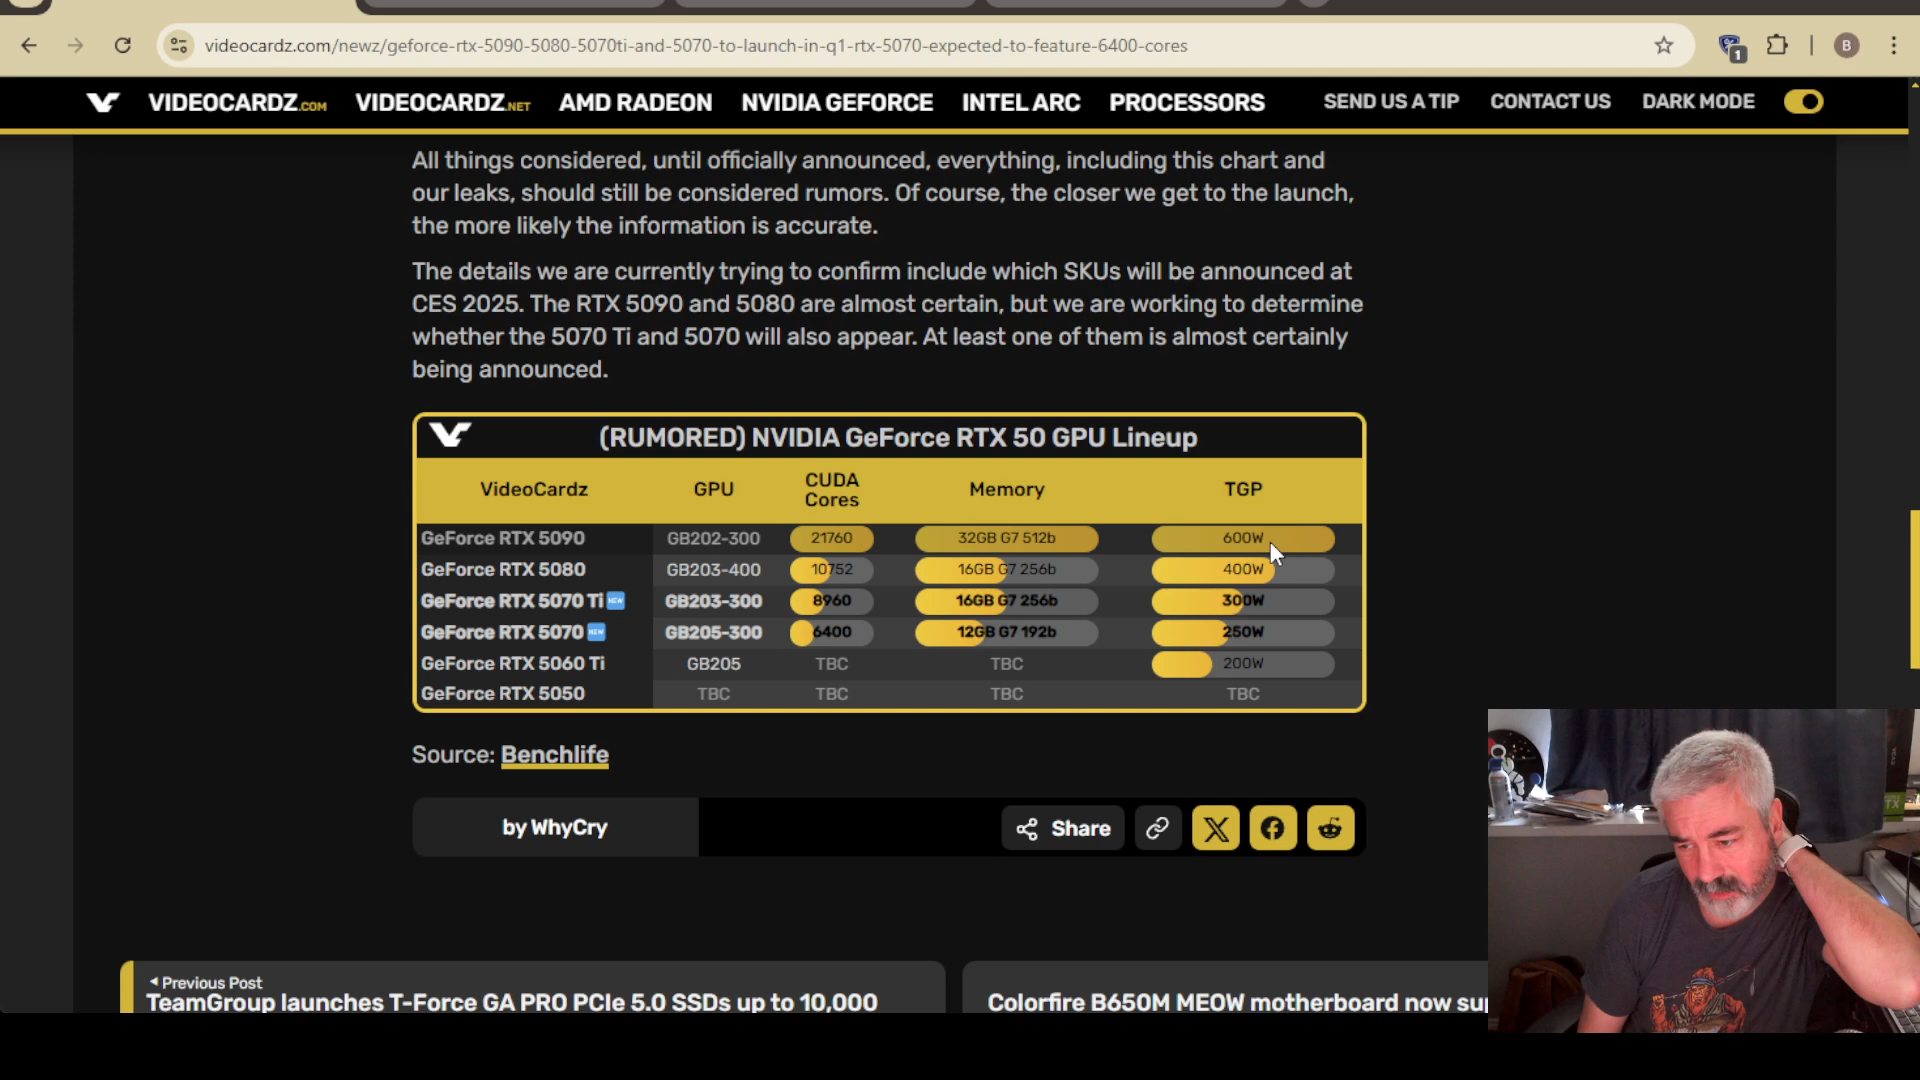 videocardz.com/newz/geforce-rtx-5090-5080-5070ti-and-5070-to-launch-in-q1-rtx-5070-expected-to-feature-6400-cores
1
B
VIDEOCARDZ.COM VIDEOCARDZ.NET AMD RADEON NVIDIA GEFORCE INTEL ARC PROCESSORS SEND US A TIP CONTACT US DARK MODE
All things considered, until officially announced, everything, including this chart and
our leaks, should still be considered rumors. Of course, the closer we get to the launch,
the more likely the information is accurate.
The details we are currently trying to confirm include which SKUs will be announced at
CES 2025. The RTX 5090 and 5080 are almost certain, but we are working to determine
whether the 5070 Ti and 5070 will also appear. At least one of them is almost certainly
being announced.
(RUMORED) NVIDIA GeForce RTX 50 GPU Lineup
VideoCardz GPU CUDA Cores Memory TGP
GeForce RTX 5090 GB202-300 21760 32GB G7 512b 600W
GeForce RTX 5080 GB203-400 10752 16GB G7 256b 400W
GeForce RTX 5070 Ti NEW GB203-300 8960 16GB G7 256b 300W
GeForce RTX 5070 NEW GB205-300 6400 12GB G7 192b 250W
GeForce RTX 5060 Ti GB205 TBC TBC 200W
GeForce RTX 5050 TBC TBC TBC TBC
Source: Benchlife
by WhyCry Share
Previous Post
TeamGroup launches T-Force GA PRO PCIe 5.0 SSDs up to 10,000
Colorfire B650M MEOW motherboard now